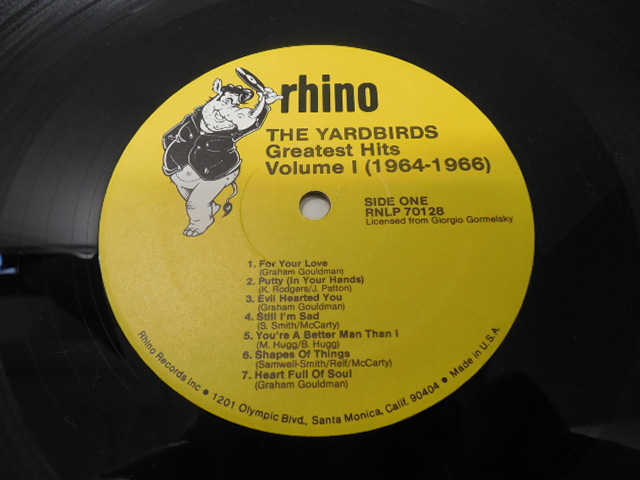 rhino
THE YARDBIRDS
Greatest Hits
Volume I (1964-1966)
SIDE ONE
RNLP 70128
Licensed from Giorgio Gormelsky
1. For Your Love
(Graham Gouldman)
2. Putty (In Your Hands)
(K. Rodgers/J. Patton)
3. Evil Hearted You
(Graham Gouldman)
4. Still I'm Sad
(S. Smith/McCarty)
5. You're A Better Man Than I
(M. Hugg/B. Hugg)
6. Shapes Of Things
(Samwell-Smith/Relf/McCarty)
7. Heart Full Of Soul
(Graham Gouldman)
Rhino Records Inc • 1201 Olympic Blvd., Santa Monica, Calif. 90404 • Made in U.S.A.